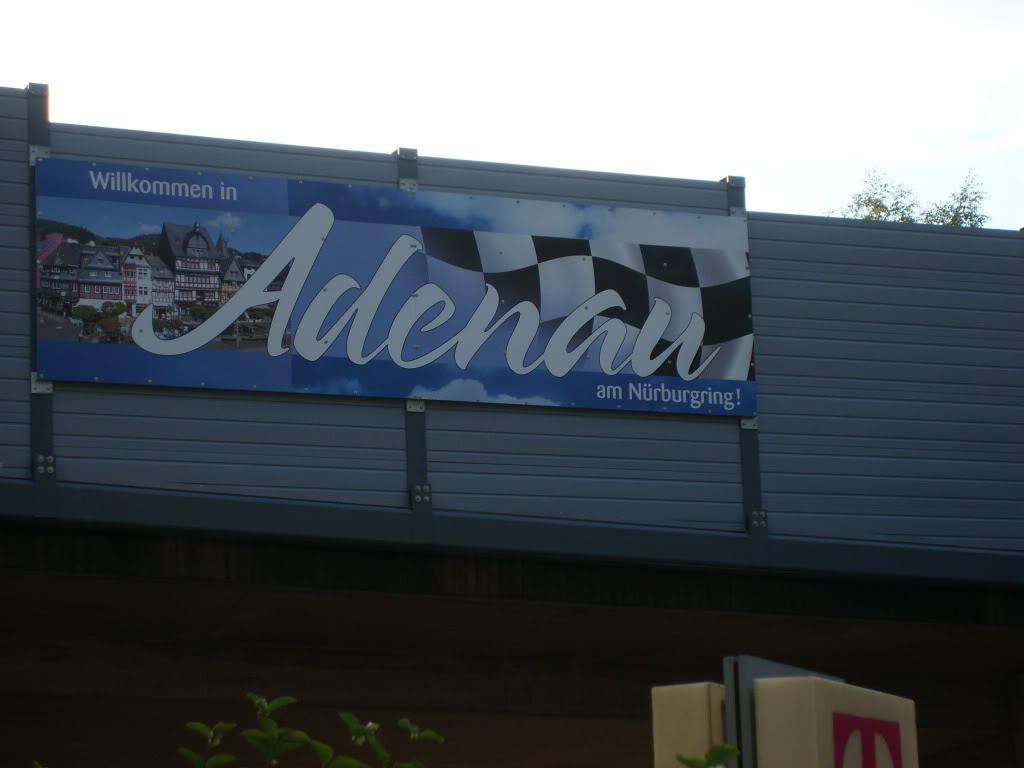 Willkommen in
Adenau
am Nürburgring!
T